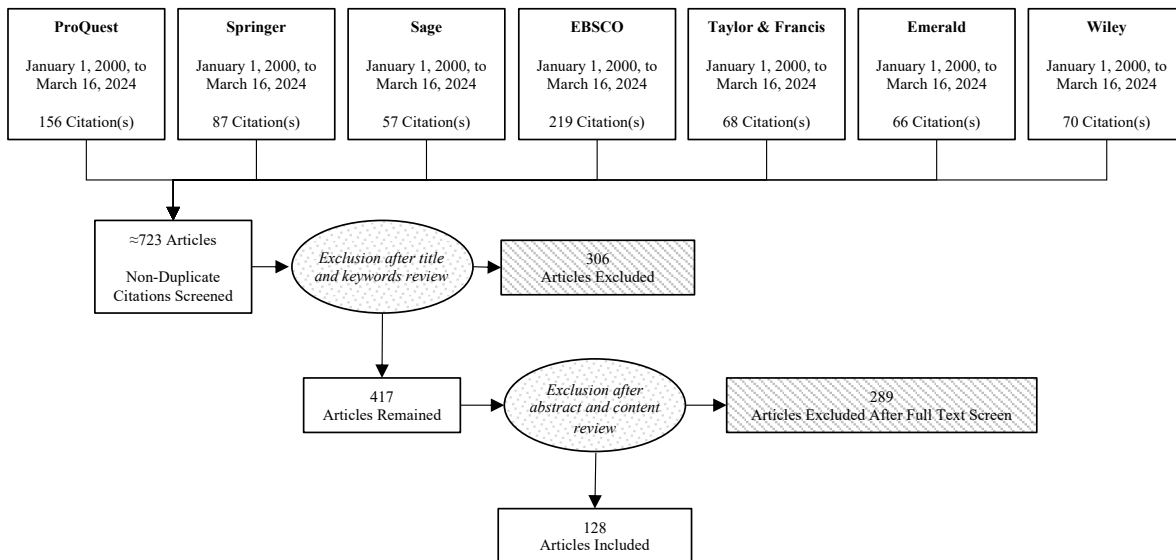 ProQuest
January 1, 2000, to
March 16, 2024
156 Citation(s)
Springer
January 1, 2000, to
March 16, 2024
87 Citation(s)
Sage
January 1, 2000, to
March 16, 2024
57 Citation(s)
EBSCO
January 1, 2000, to
March 16, 2024
219 Citation(s)
Taylor & Francis
January 1, 2000, to
March 16, 2024
68 Citation(s)
Emerald
January 1, 2000, to
March 16, 2024
66 Citation(s)
Wiley
January 1, 2000, to
March 16, 2024
70 Citation(s)
≈723 Articles
Non-Duplicate
Citations Screened
Exclusion after title
and keywords review
306
Articles Excluded
417
Articles Remained
Exclusion after
abstract and content
review
289
Articles Excluded After Full Text Screen
128
Articles Included